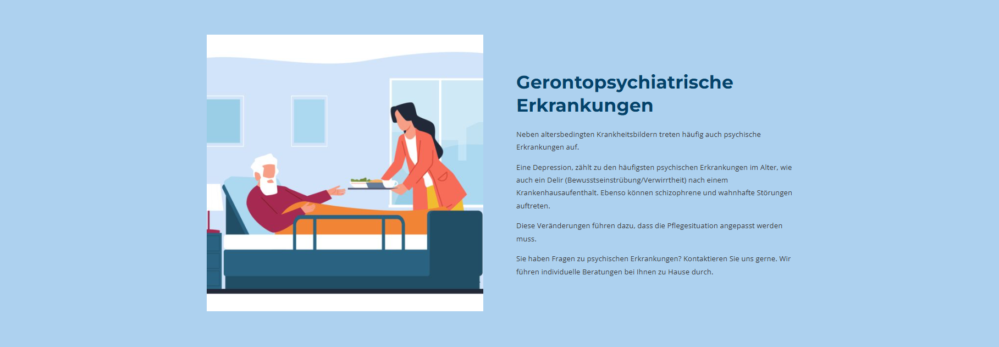 Gerontopsychiatrische
Erkrankungen
Neben altersbedingten Krankheitsbildern treten häufig auch psychische
Erkrankungen auf.
Eine Depression, zählt zu den häufigsten psychischen Erkrankungen im Alter, wie
auch ein Delir (Bewusstseinstrübung/Verwirrtheit) nach einem
Krankenhausaufenthalt. Ebenso können schizophrene und wahnhafte Störungen
auftreten.
Diese Veränderungen führen dazu, dass die Pflegesituation angepasst werden
muss.
Sie haben Fragen zu psychischen Erkrankungen? Kontaktieren Sie uns gerne. Wir
führen individuelle Beratungen bei Ihnen zu Hause durch.